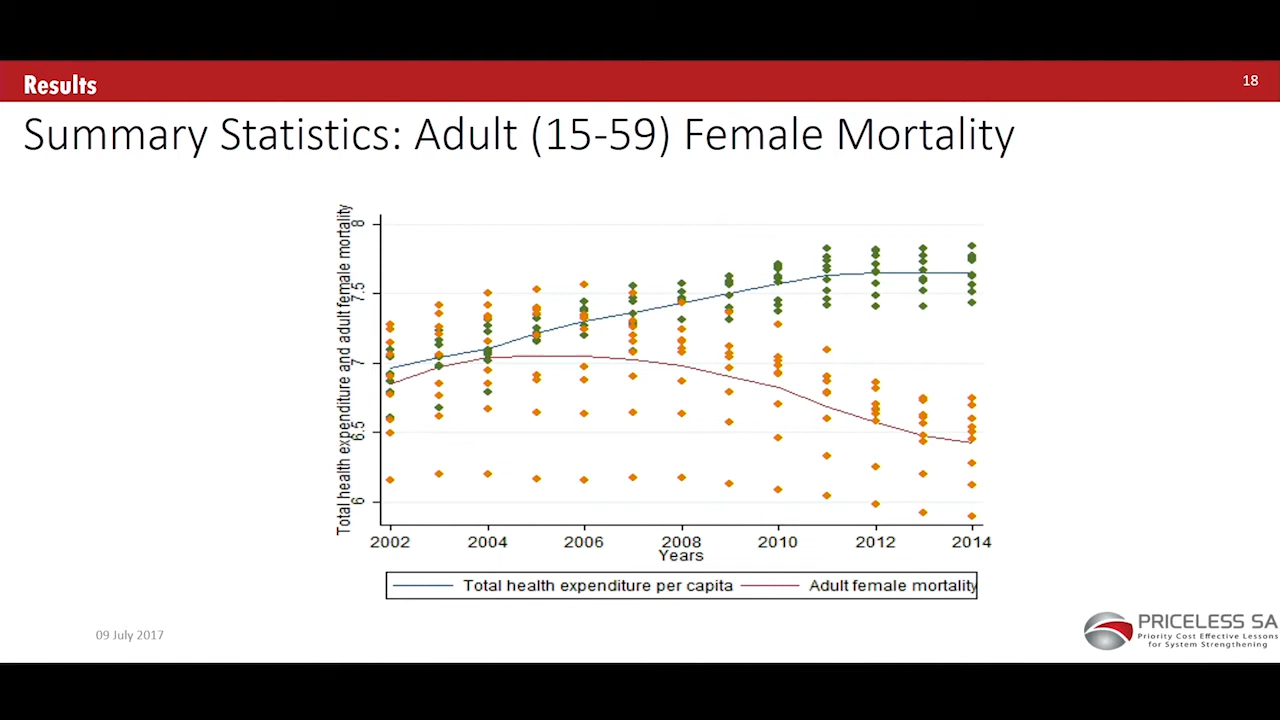 Results
18
Summary Statistics: Adult (15-59) Female Mortality
Total health expenditure and adult female mortality
8
7.5
7
6.5
6
2002 2004 2006 2008 2010 2012 2014
Years
Total health expenditure per capita Adult female mortality
09 July 2017
PRICELESS SA
Priority Cost Effective Lessons
for System Strengthening